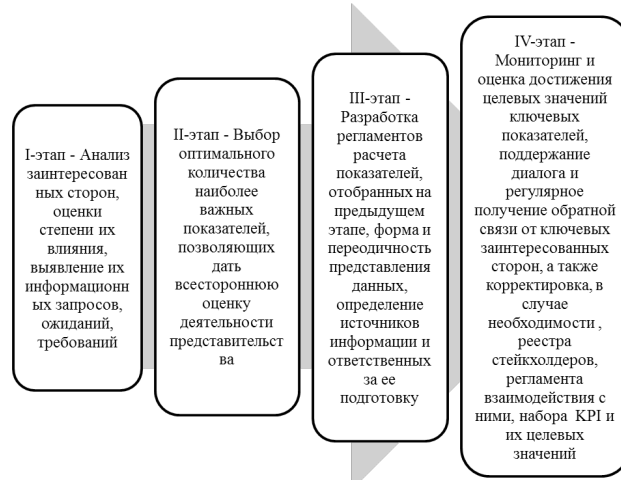 I-этап - Анализ
заинтересован
ных сторон,
оценки
степени их
влияния,
выявление их
информационн
ых запросов,
ожиданий,
требований
II-этап - Выбор
оптимального
количества
наиболее
важных
показателей,
позволяющих
дать
всестороннюю
оценку
деятельности
представительст
ва
III-этап -
Разработка
регламентов
расчета
показателей,
отобранных на
предыдущем
этапе, форма и
переодичность
представления
данных,
определение
источников
информации и
ответственных
за ее
подготовку
IV-этап -
Мониторинг и
оценка достижения
целевых значений
ключевых
показателей,
поддержание
диалога и
регулярное
получение обратной
связи от ключевых
заинтересованных
сторон, а также
корректировка, в
случае
необходимости ,
реестра
стейкхолдеров,
регламента
взаимодействия с
ними, набора KPI и
их целевых
значений